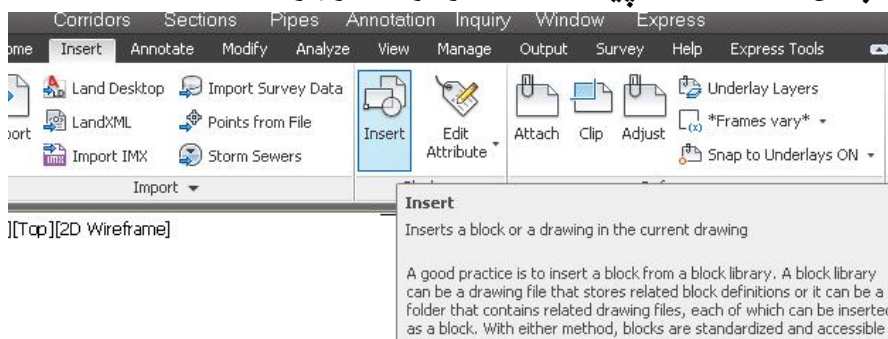 Corridors Sections Pipes Annotation Inquiry Window Express
Insert Annotate Modify Analyze View Manage Output Survey Help Express Tools
Land Desktop Import Survey Data Underlay Layers
LandXML Points from File Insert Edit Attribute Attach Clip Adjust *Frames vary*
Import IMX Storm Sewers Snap to Underlays ON
Import
Insert
][Top][2D Wireframe]
Inserts a block or a drawing in the current drawing
A good practice is to insert a block from a block library. A block library
can be a drawing file that stores related block definitions or it can be a
folder that contains related drawing files, each of which can be inserted
as a block. With either method, blocks are standardized and accessible